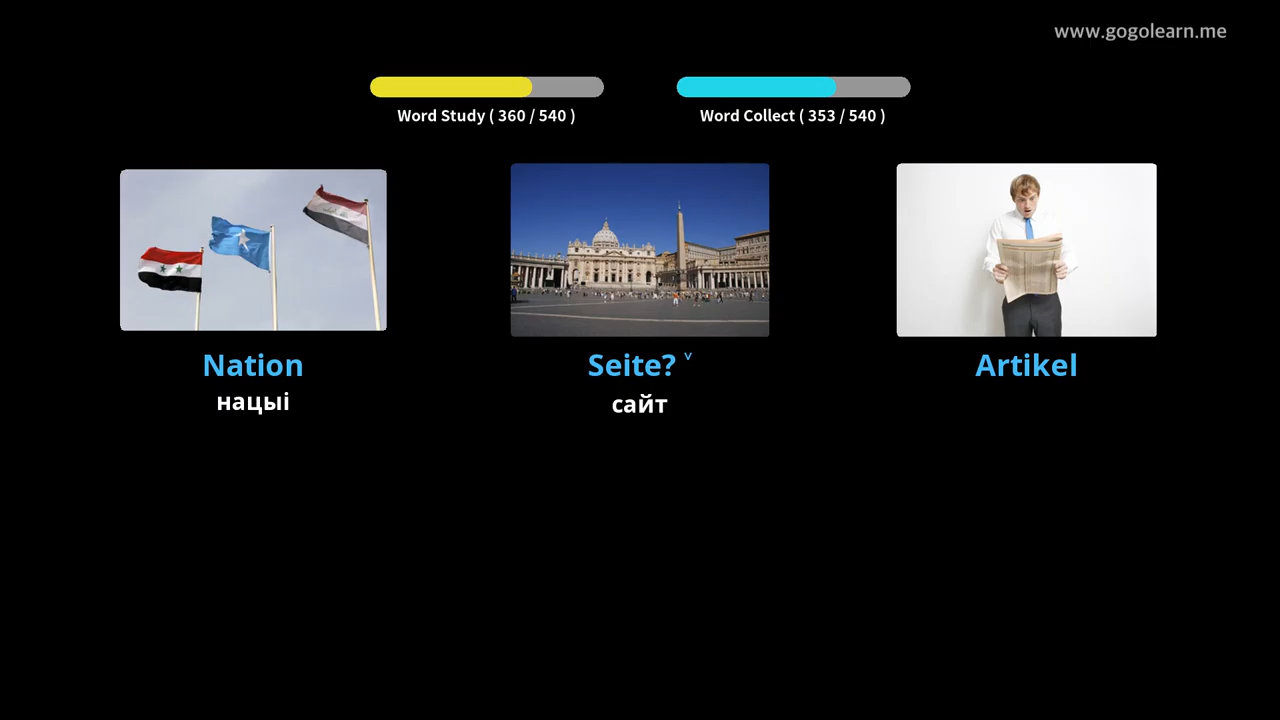 www.gogolearn.me
Word Study ( 360 / 540 )
Word Collect ( 353 / 540 )
Nation
нацыі
Seite? ˅
сайт
Artikel